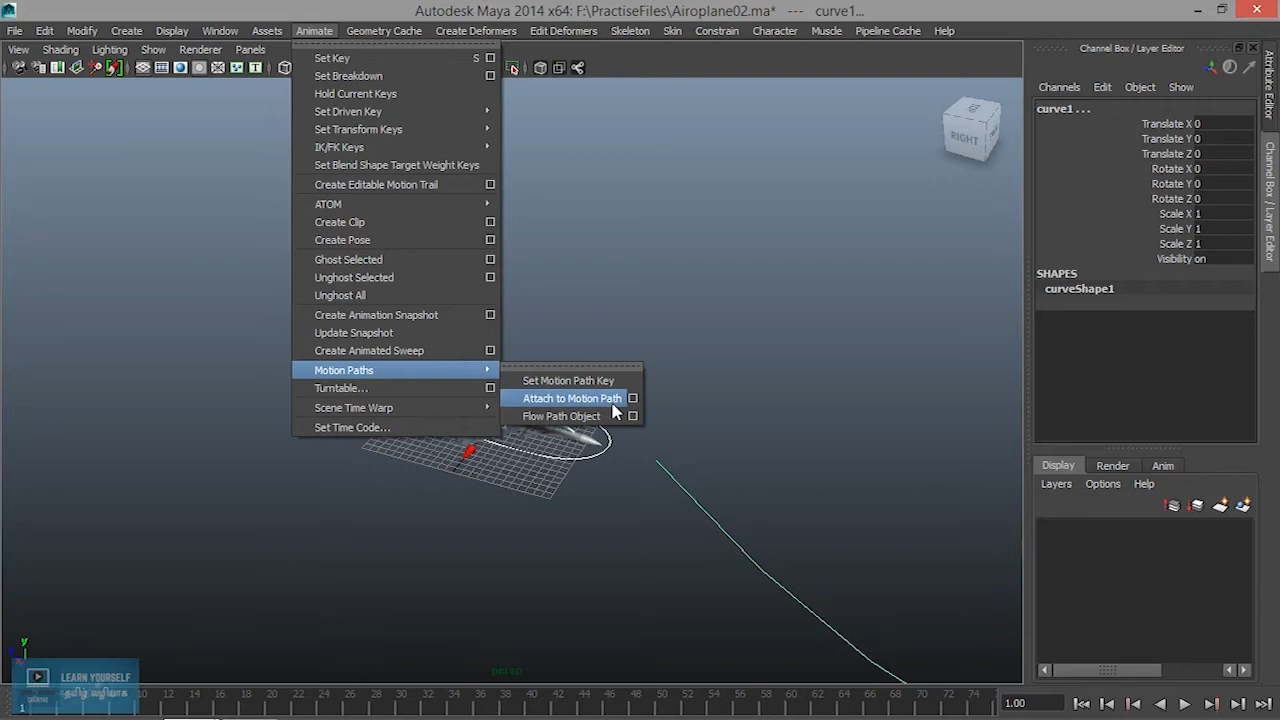 Autodesk Maya 2014 x64: F:\PractiseFiles\Airoplane02.ma* --- curve1...
File Edit Modify Create Display Window Assets Animate Geometry Cache Create Deformers Edit Deformers Skeleton Skin Constrain Character Muscle Pipeline Cache Help
View Shading Lighting Show Renderer Panels
Set Key S
Set Breakdown
Hold Current Keys
Set Driven Key
Set Transform Keys
IK/FK Keys
Set Blend Shape Target Weight Keys
Create Editable Motion Trail
ATOM
Create Clip
Create Pose
Ghost Selected
Unghost Selected
Unghost All
Create Animation Snapshot
Update Snapshot
Create Animated Sweep
Motion Paths
Turntable...
Scene Time Warp
Set Time Code...
Set Motion Path Key
Attach to Motion Path
Flow Path Object
RIGHT
persp
y
Channel Box / Layer Editor
Channels Edit Object Show
curve1 ...
Translate X 0
Translate Y 0
Translate Z 0
Rotate X 0
Rotate Y 0
Rotate Z 0
Scale X 1
Scale Y 1
Scale Z 1
Visibility on
SHAPES
curveShape1
Display Render Anim
Layers Options Help
Attribute Editor
Channel Box / Layer Editor
LEARN YOURSELF
தமிழ் வழியாக
1 10 12 14 16 18 20 22 24 26 28 30 32 34 36 38 40 42 44 46 48 50 52 54 56 58 60 62 64 66 68 70 72 74
1.00